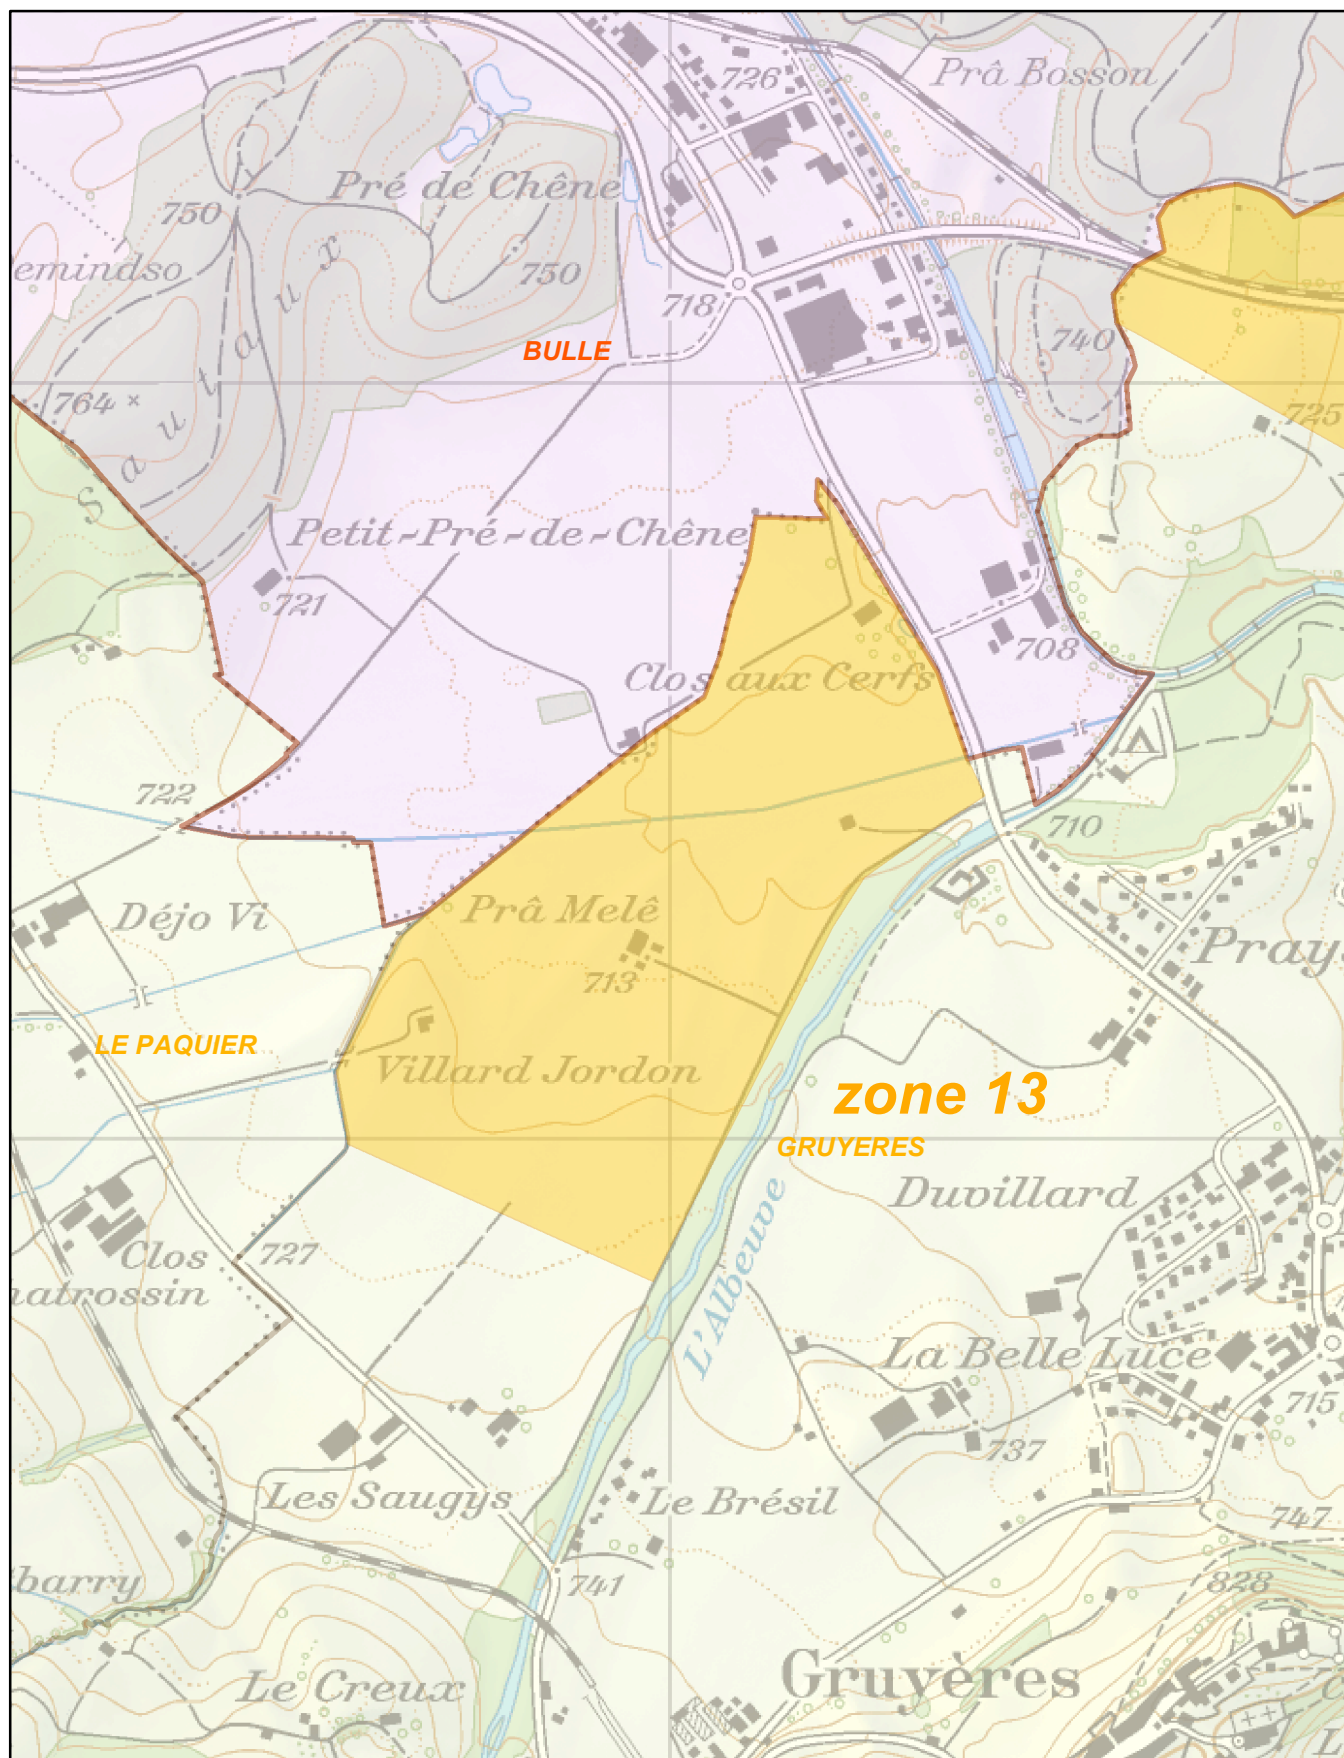 726
Prâ Bosson
Pré de Chêne
750
emindso
750
718
740
BULLE
764
Sautaux
725
Petit-Pré-de-Chêne
721
708
Clos aux Cerfs
722
710
Prâ Melê
Déjo Vi
Pray
713
LE PAQUIER
Villard Jordon
zone 13
GRUYERES
Duvillard
L'Albeuve
Clos
727
atrossin
La Belle Luce
715
737
Les Saugys
Le Brésil
747
barry
741
828
Gruyères
Le Creux